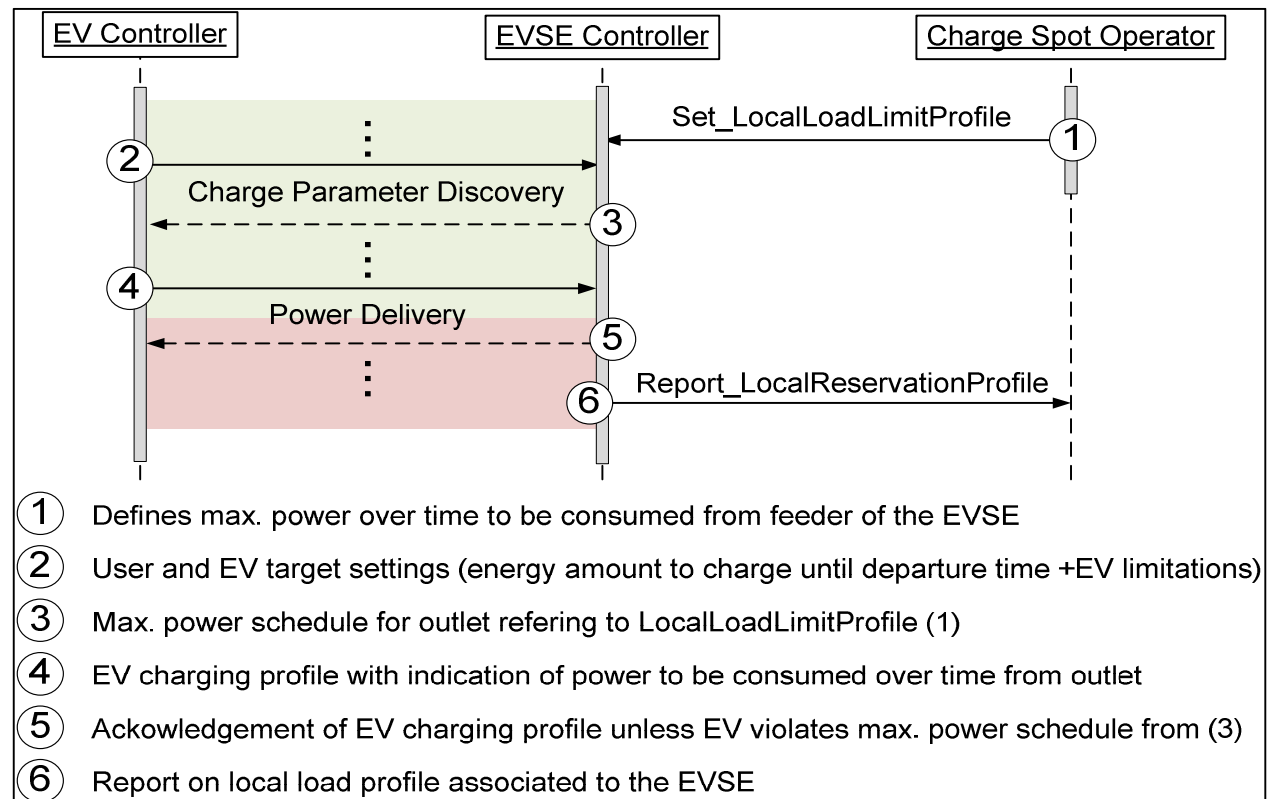 EV Controller
EVSE Controller
Charge Spot Operator
Set_LocalLoadLimitProfile
1
2
Charge Parameter Discovery
3
4
Power Delivery
5
Report_LocalReservationProfile
6
1 Defines max. power over time to be consumed from feeder of the EVSE
2 User and EV target settings (energy amount to charge until departure time +EV limitations)
3 Max. power schedule for outlet refering to LocalLoadLimitProfile (1)
4 EV charging profile with indication of power to be consumed over time from outlet
5 Ackowledgement of EV charging profile unless EV violates max. power schedule from (3)
6 Report on local load profile associated to the EVSE